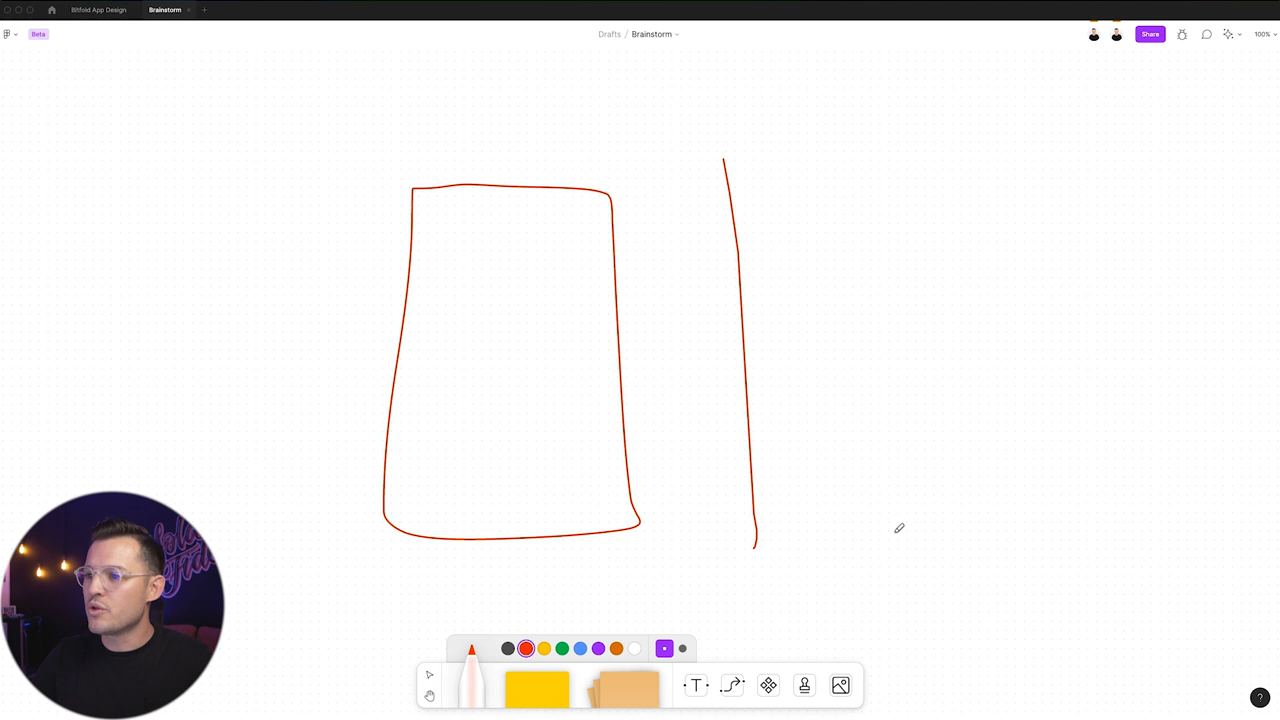 Bitfold App Design
Brainstorm
Beta
Drafts / Brainstorm
Share
100%
T
?